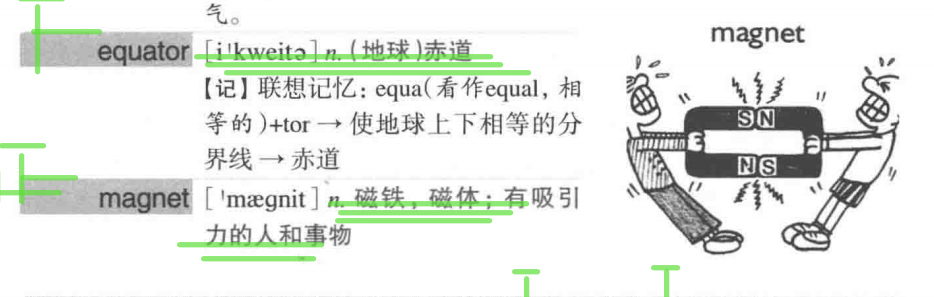 气。
equator [i'kweitə] n. (地球)赤道
【记】联想记忆: equa(看作equal, 相
等的)+tor → 使地球上下相等的分
界线 → 赤道
magnet ['mægnit] n. 磁铁, 磁体; 有吸引
力的人和事物
magnet
S N
N S